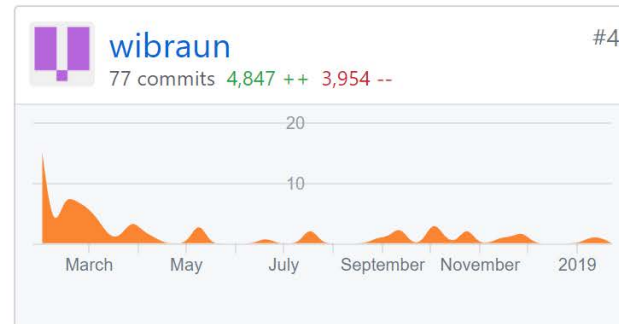 wibraun
#4
77 commits 4,847 ++ 3,954 --
20
10
March May July September November 2019